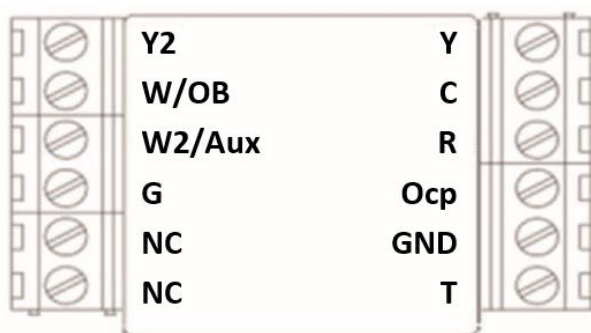 Y2 Y
W/OB C
W2/Aux R
G Ocp
NC GND
NC T